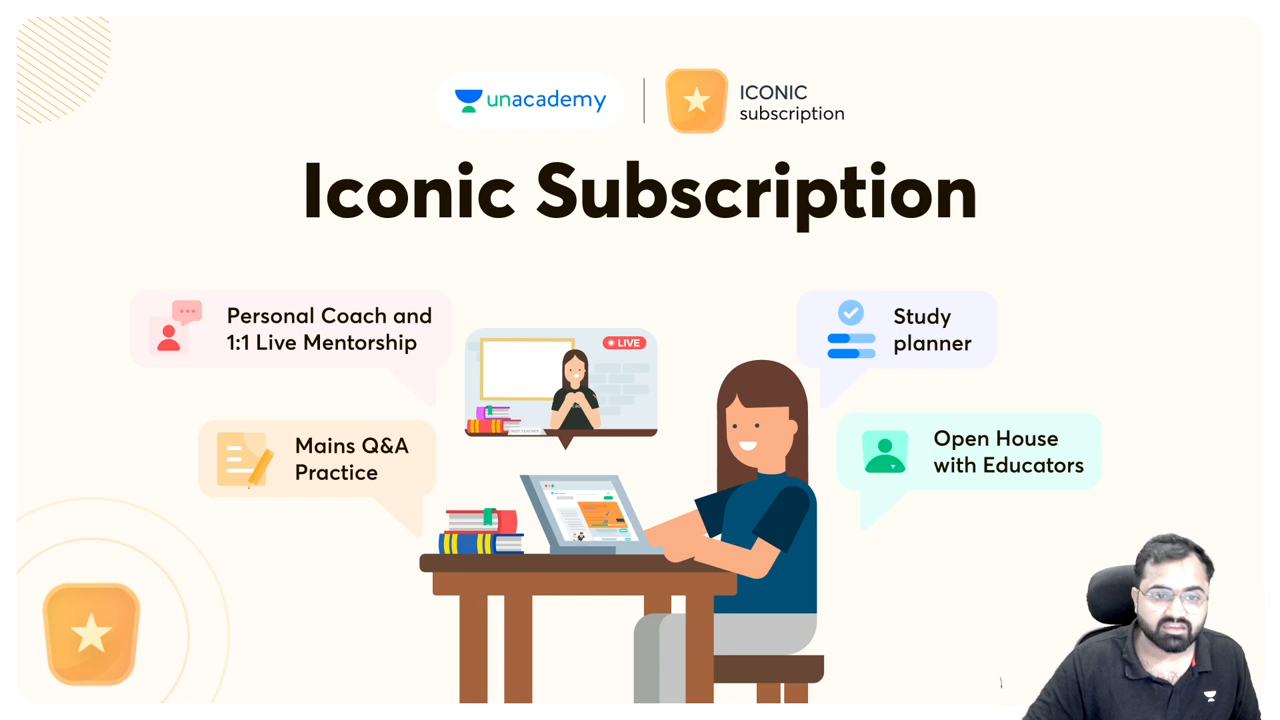 unacademy
ICONIC
subscription
Iconic Subscription
Personal Coach and
1:1 Live Mentorship
LIVE
Study
planner
Mains Q&A
Practice
Open House
with Educators